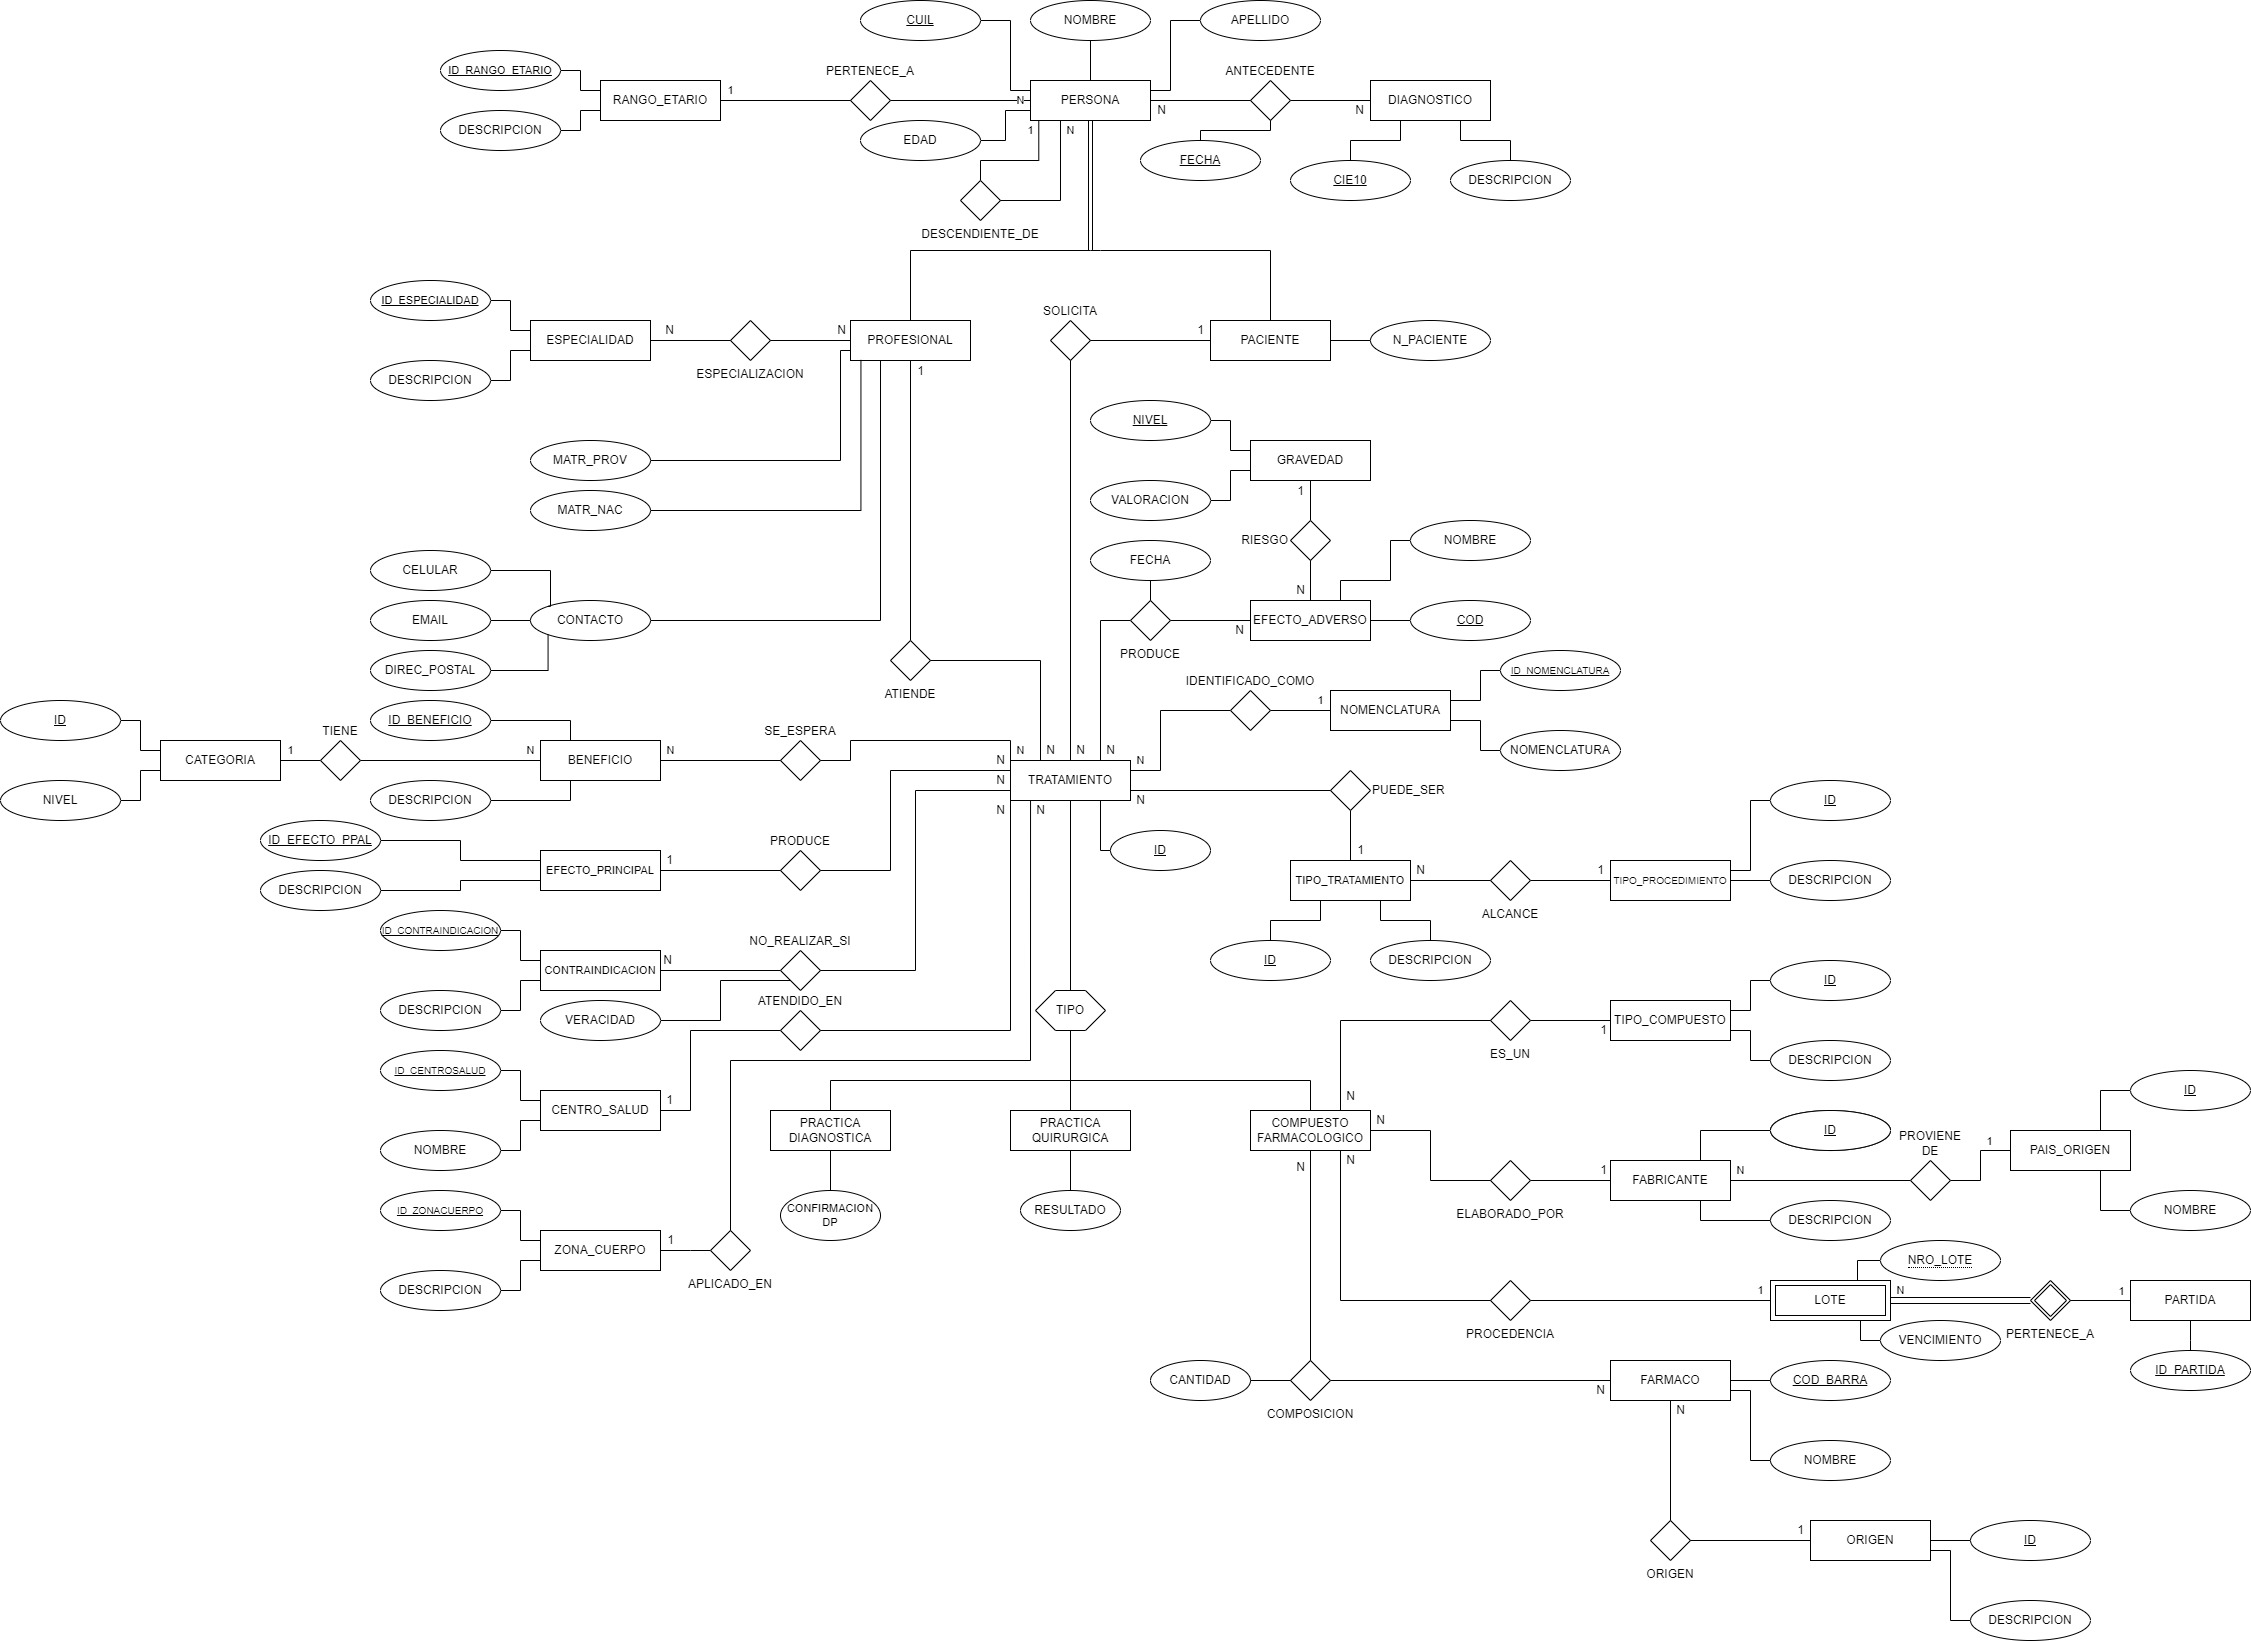 CUIL
NOMBRE
APELLIDO
ID_RANGO_ETARIO
PERTENECE_A
ANTECEDENTE
RANGO_ETARIO
1
N
PERSONA
N
N
DIAGNOSTICO
DESCRIPCION
EDAD
1
N
FECHA
CIE10
DESCRIPCION
DESCENDIENTE_DE
ID_ESPECIALIDAD
SOLICITA
ESPECIALIDAD
N
N
PROFESIONAL
1
PACIENTE
N_PACIENTE
DESCRIPCION
ESPECIALIZACION
1
NIVEL
MATR_PROV
GRAVEDAD
VALORACION
1
MATR_NAC
RIESGO
NOMBRE
CELULAR
FECHA
N
EMAIL
CONTACTO
N
EFECTO_ADVERSO
COD
DIREC_POSTAL
PRODUCE
ATIENDE
IDENTIFICADO_COMO
ID_NOMENCLATURA
1
NOMENCLATURA
NOMENCLATURA
ID
ID_BENEFICIO
TIENE
SE_ESPERA
CATEGORIA
1
N
BENEFICIO
N
N
N
N
N
N
N
N
TRATAMIENTO
N
PUEDE_SER
NIVEL
DESCRIPCION
N
N
N
ID
ID
1
ID_EFECTO_PPAL
PRODUCE
EFECTO_PRINCIPAL
1
DESCRIPCION
TIPO_TRATAMIENTO
N
1
TIPO_PROCEDIMIENTO
DESCRIPCION
ALCANCE
ID
DESCRIPCION
ID_CONTRAINDICACION
NO_REALIZAR_SI
CONTRAINDICACION
N
DESCRIPCION
VERACIDAD
ATENDIDO_EN
TIPO
ID
TIPO_COMPUESTO
1
ES_UN
DESCRIPCION
ID_CENTROSALUD
CENTRO_SALUD
1
NOMBRE
PRACTICA
DIAGNOSTICA
PRACTICA
QUIRURGICA
COMPUESTO
FARMACOLOGICO
N
N
N
N
ID
ID
PROVIENE
DE
1
PAIS_ORIGEN
FABRICANTE
1
N
ELABORADO_POR
DESCRIPCION
NOMBRE
CONFIRMACION
DP
RESULTADO
ID_ZONACUERPO
ZONA_CUERPO
1
DESCRIPCION
APLICADO_EN
NRO_LOTE
1
LOTE
N
1
PARTIDA
PROCEDENCIA
VENCIMIENTO
PERTENECE_A
ID_PARTIDA
CANTIDAD
COMPOSICION
N
FARMACO
COD_BARRA
N
NOMBRE
1
ORIGEN
ID
ORIGEN
DESCRIPCION